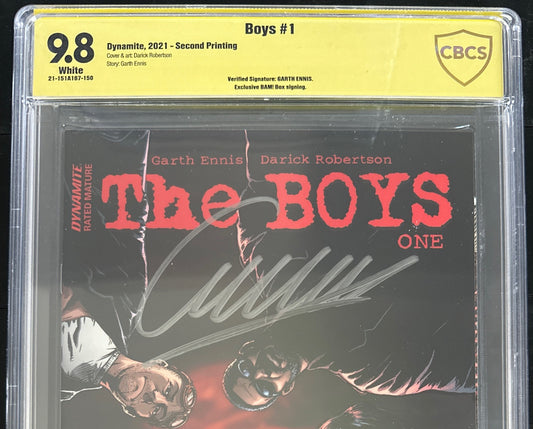 Boys #1
9.8
White
21-151A167-150
Dynamite, 2021 - Second Printing
Cover & art: Darick Robertson
Story: Garth Ennis
Verified Signature: GARTH ENNIS.
Exclusive BAM! Box signing.
CBCS
Garth Ennis Darick Robertson
DYNAMITE
RATED MATURE
The BOYS
ONE